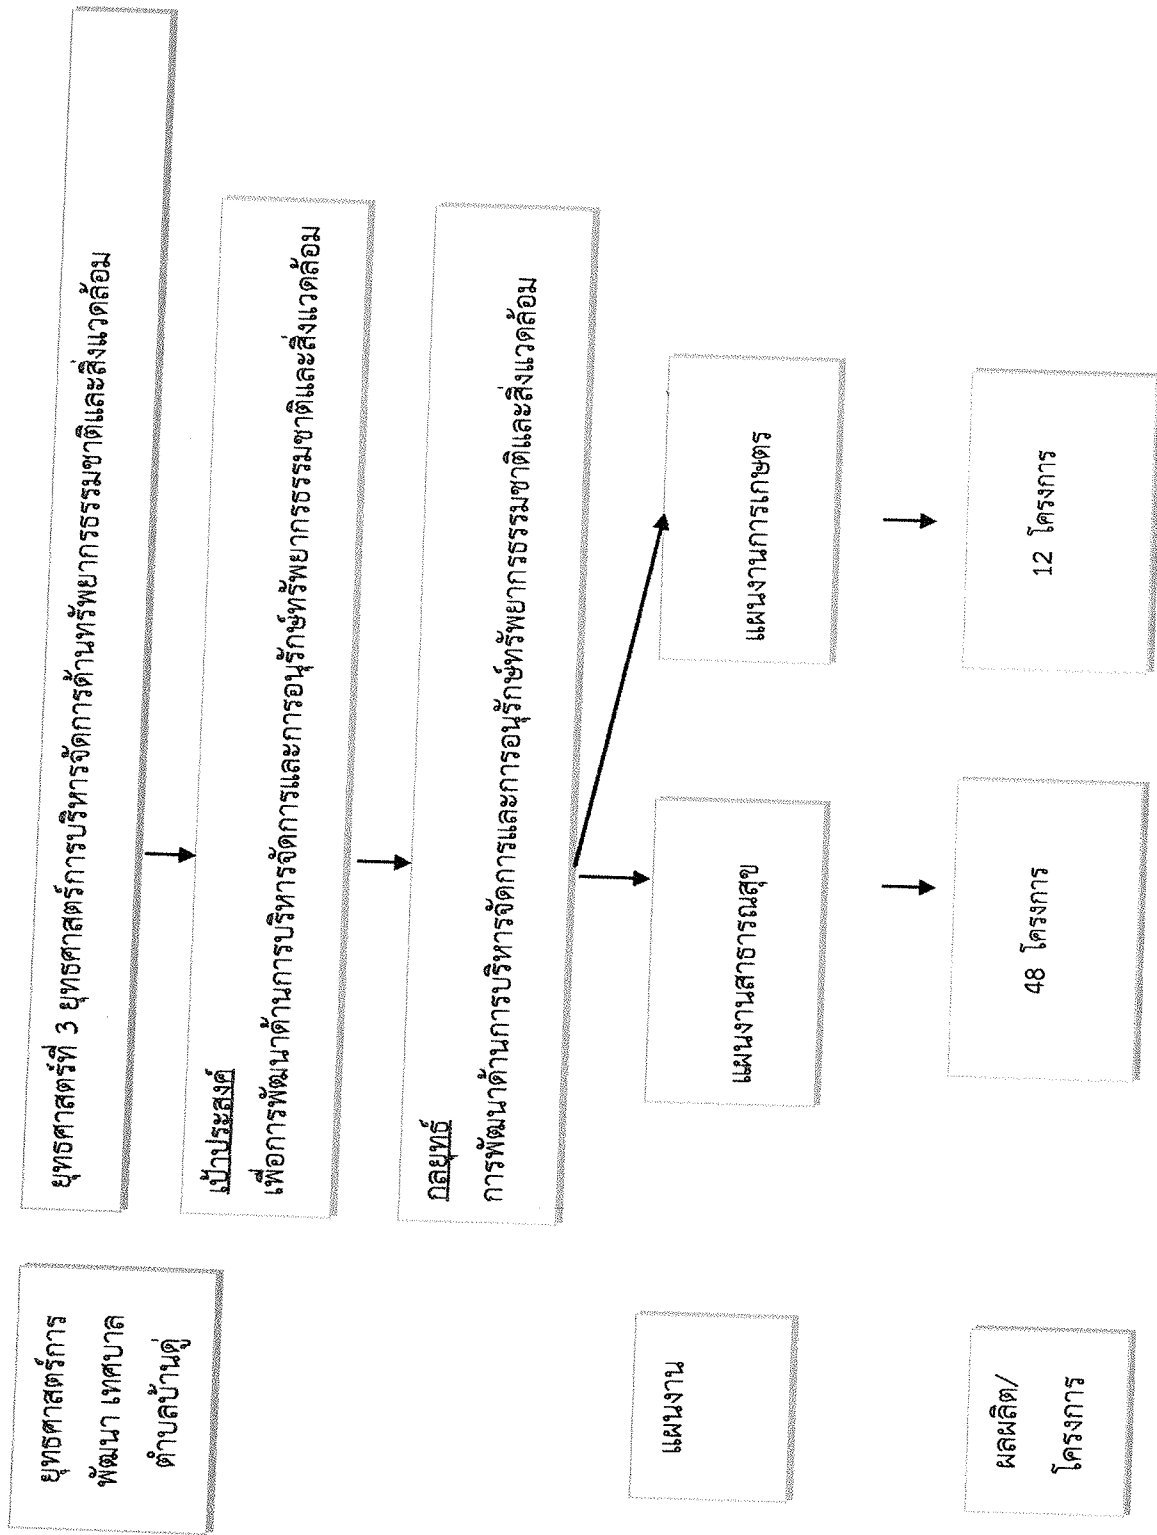 ยุทธศาสตร์การ
พัฒนา เทศบาล
ตำบลบ้านดู่
ยุทธศาสตร์ที่ 3 ยุทธศาสตร์การบริหารจัดการด้านทรัพยากรธรรมชาติและสิ่งแวดล้อม
เป้าประสงค์
เพื่อการพัฒนาด้านการบริหารจัดการและการอนุรักษ์ทรัพยากรธรรมชาติและสิ่งแวดล้อม
กลยุทธ์
การพัฒนาด้านการบริหารจัดการและการอนุรักษ์ทรัพยากรธรรมชาติและสิ่งแวดล้อม
แผนงาน
แผนงานสาธารณสุข
แผนงานการเกษตร
ผลผลิต/
โครงการ
48 โครงการ
12 โครงการ